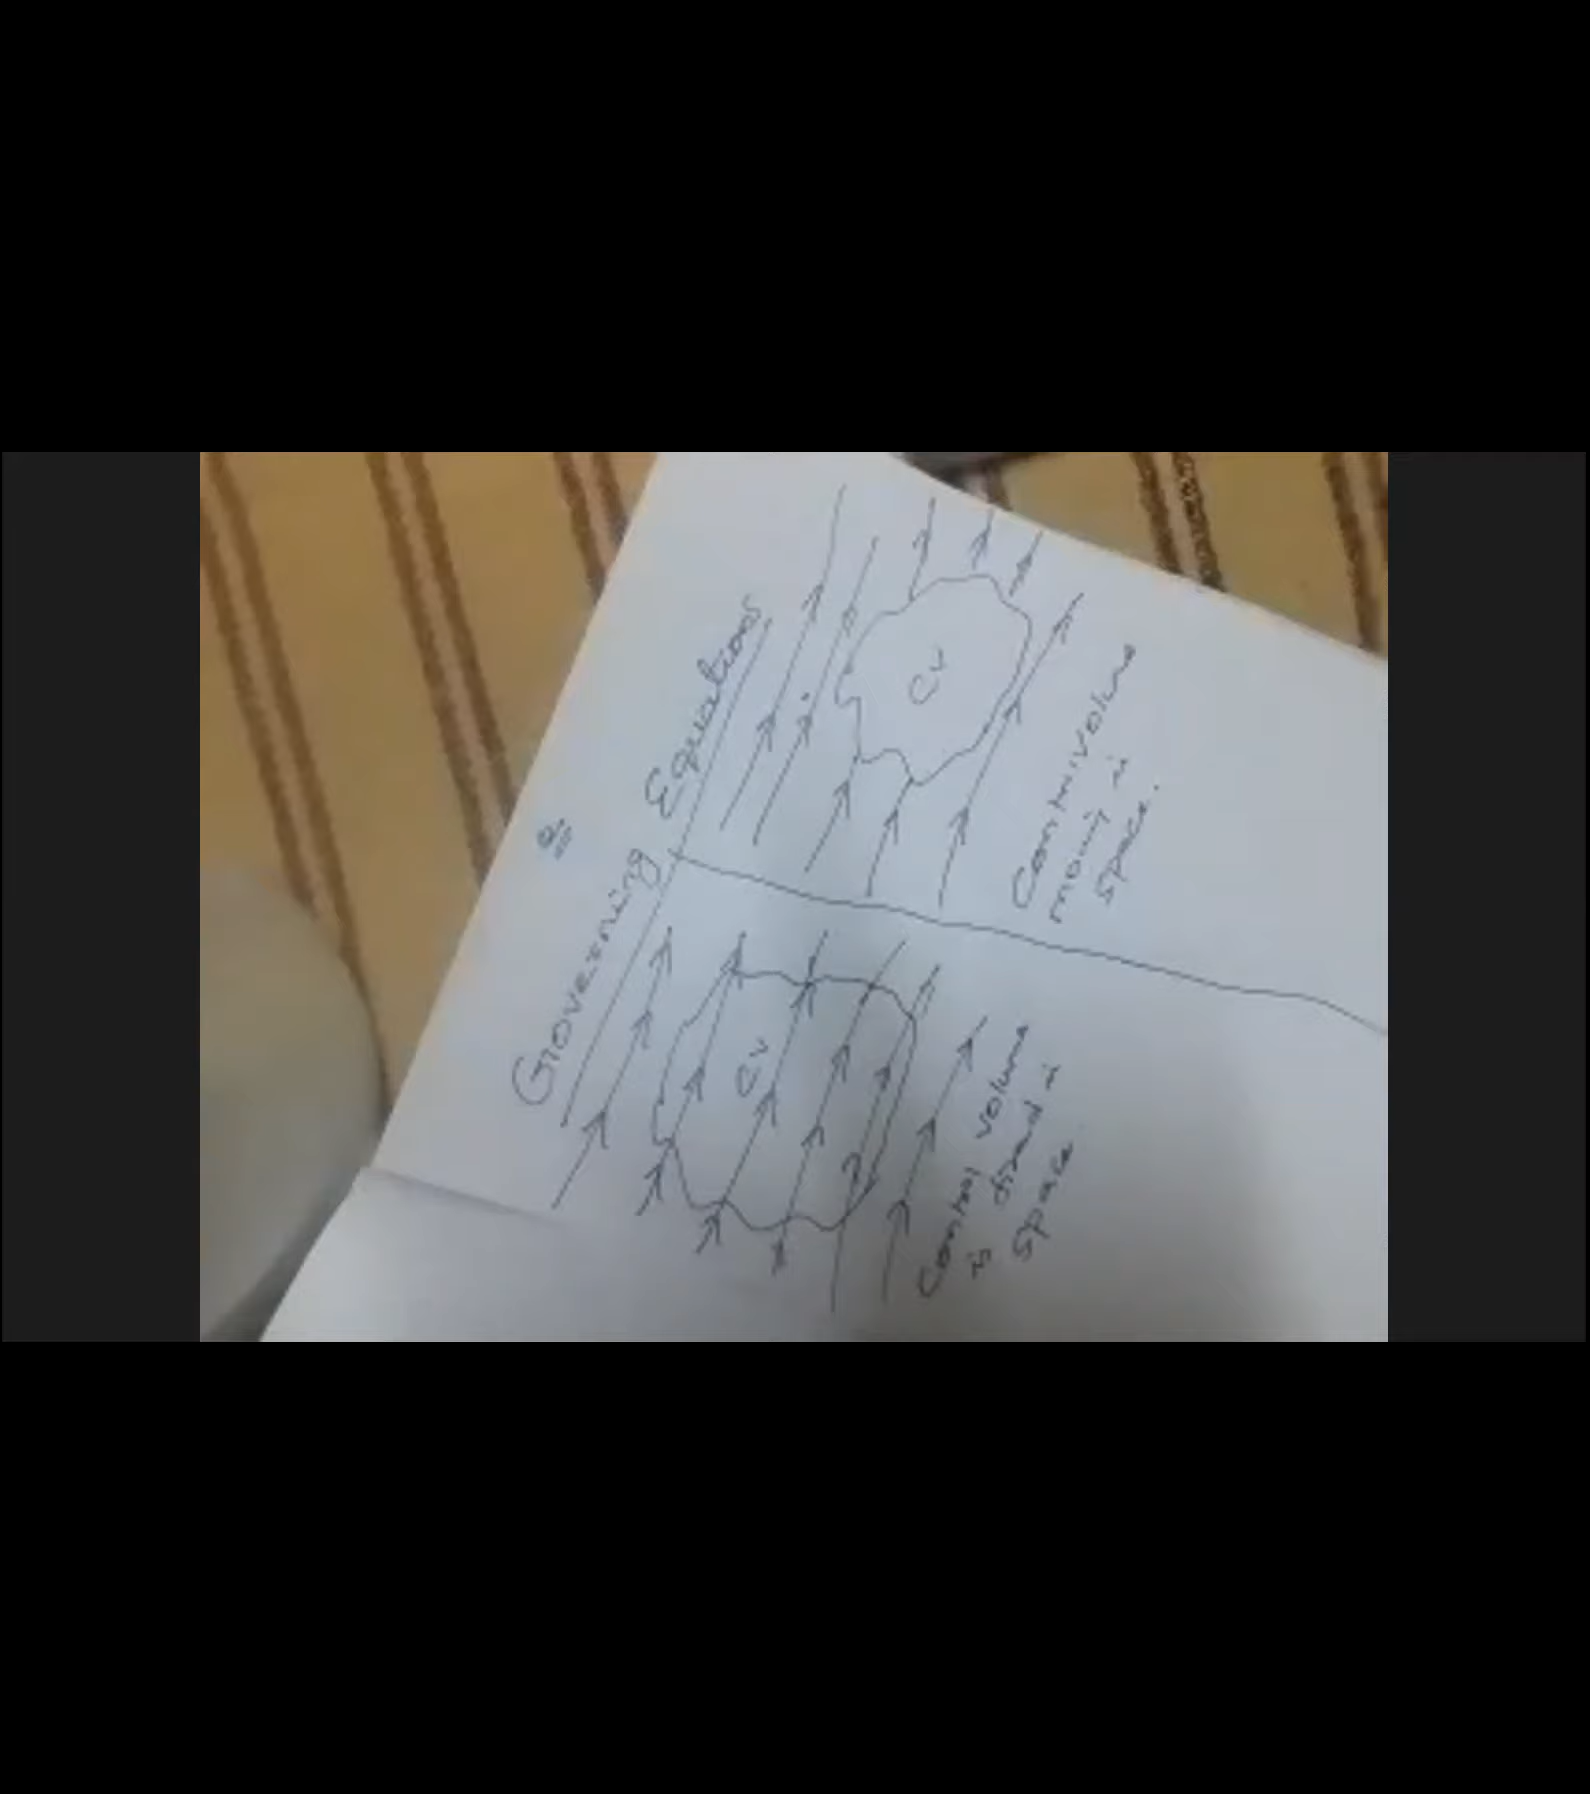 Governing Equations
CV
Control volume
is fixed in
space
CV
Control volume
moving in
space.